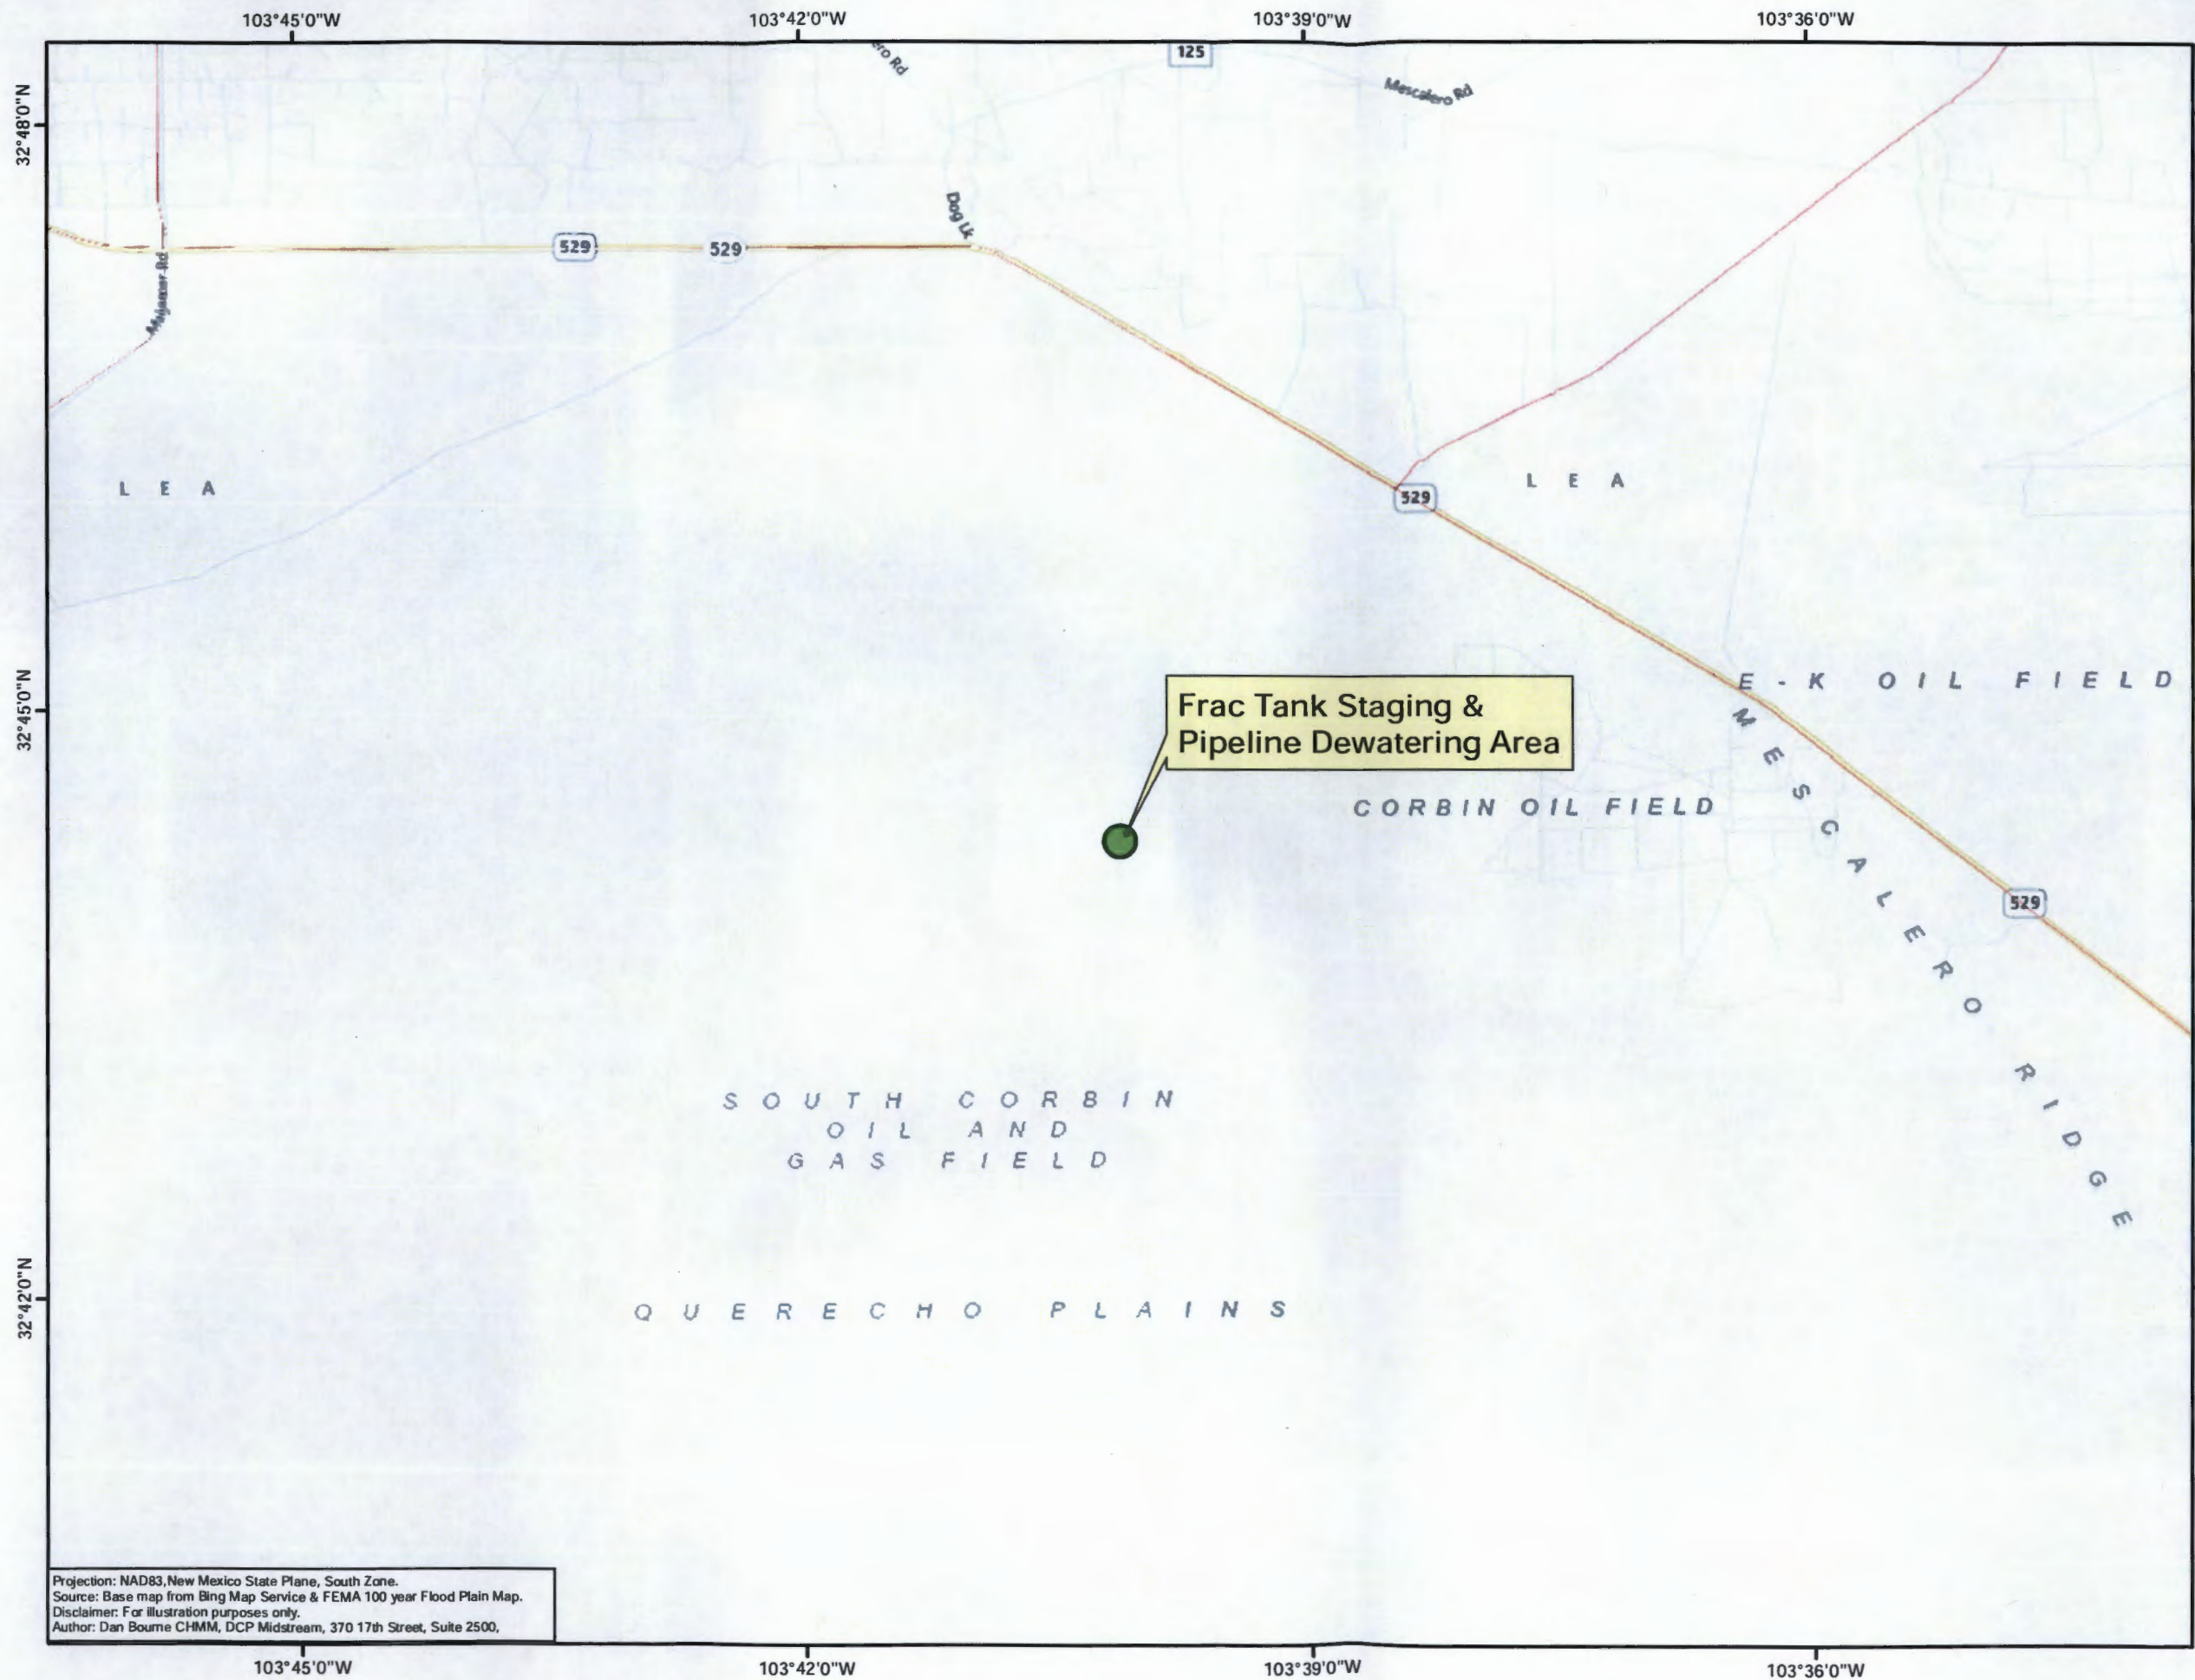 103°45'0"W
103°42'0"W
103°39'0"W
103°36'0"W
ero Rd
125
Mescalero Rd
32°48'0"N
Dog Lk
529
529
Maljamar Rd
L E A
L E A
529
32°45'0"N
E - K OIL FIELD
Frac Tank Staging &
Pipeline Dewatering Area
CORBIN OIL FIELD
MESCALERO RIDGE
529
SOUTH CORBIN
OIL AND
GAS FIELD
32°42'0"N
QUERECHO PLAINS
Projection: NAD83,New Mexico State Plane, South Zone.
Source: Base map from Bing Map Service & FEMA 100 year Flood Plain Map.
Disclaimer: For illustration purposes only.
Author: Dan Bourne CHMM, DCP Midstream, 370 17th Street, Suite 2500,
103°45'0"W
103°42'0"W
103°39'0"W
103°36'0"W